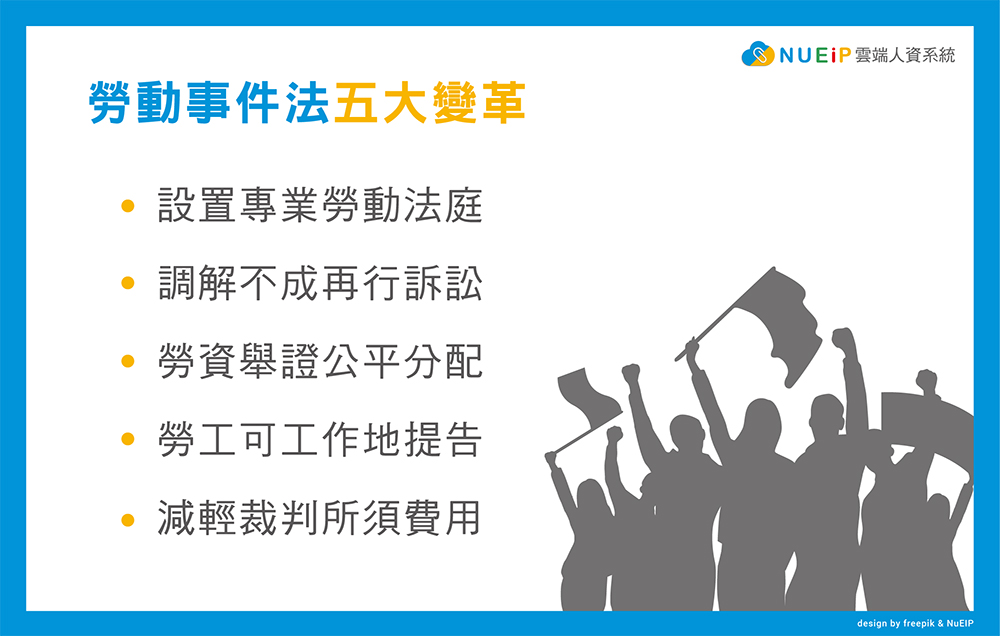 NUEiP 雲端人資系統
勞動事件法五大變革
• 設置專業勞動法庭
• 調解不成再行訴訟
• 勞資舉證公平分配
• 勞工可工作地提告
• 減輕裁判所須費用
design by freepik & NuEIP